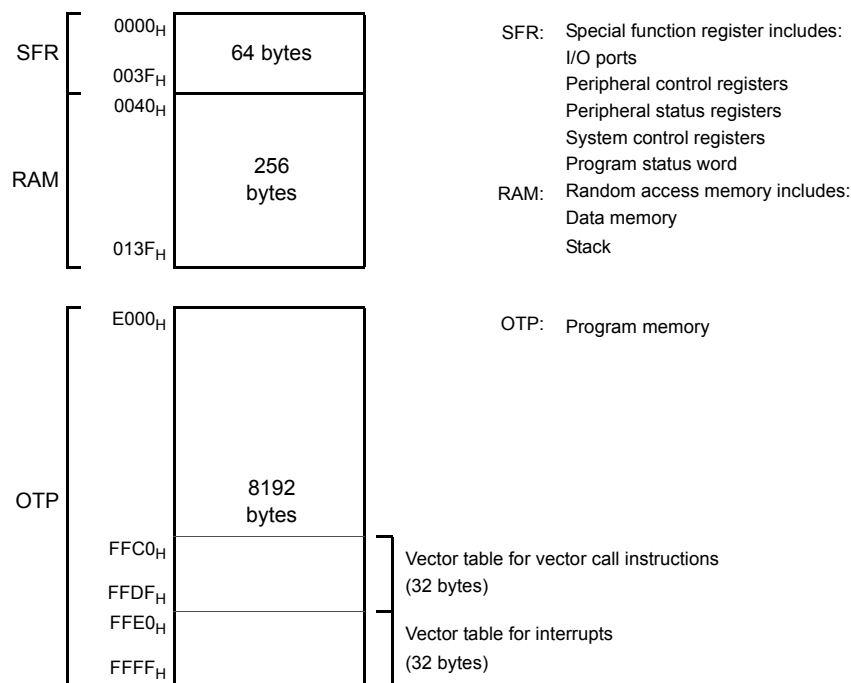 0000H
SFR
64 bytes
003FH
0040H
RAM
256
bytes
013FH
SFR: Special function register includes:
I/O ports
Peripheral control registers
Peripheral status registers
System control registers
Program status word
RAM: Random access memory includes:
Data memory
Stack
E000H
OTP: Program memory
OTP
8192
bytes
FFC0H
FFDFH
Vector table for vector call instructions
(32 bytes)
FFE0H
FFFFH
Vector table for interrupts
(32 bytes)